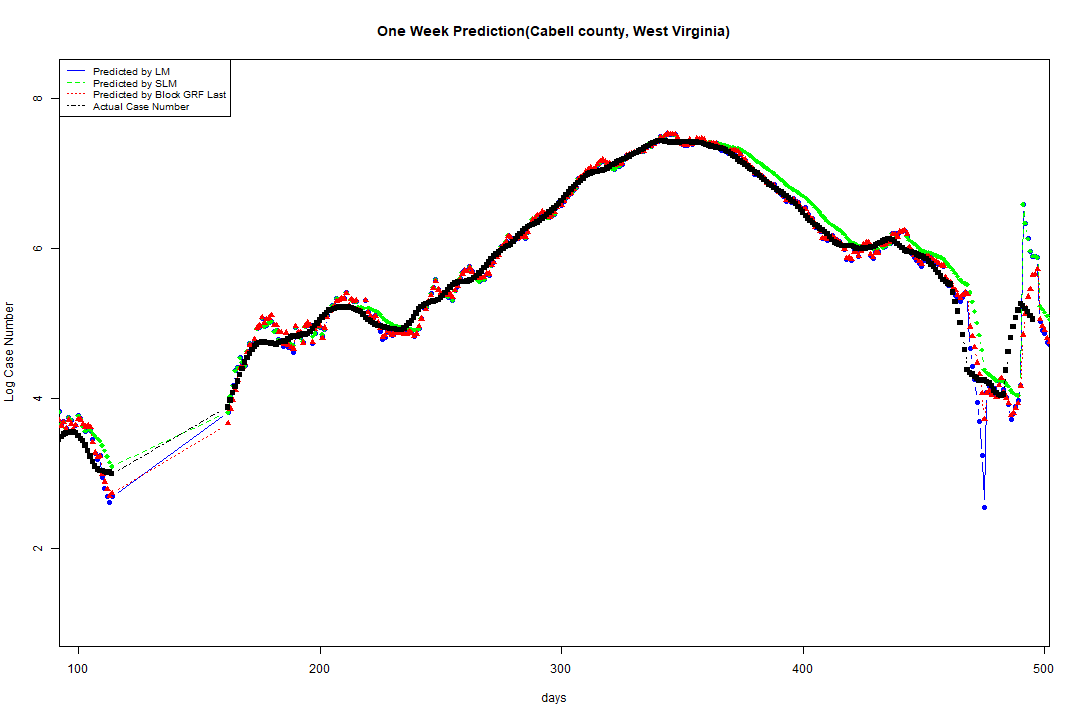 One Week Prediction(Cabell county, West Virginia)
Predicted by LM
Predicted by SLM
Predicted by Block GRF Last
Actual Case Number
8
6
4
2
Log Case Number
100 200 300 400 500
days